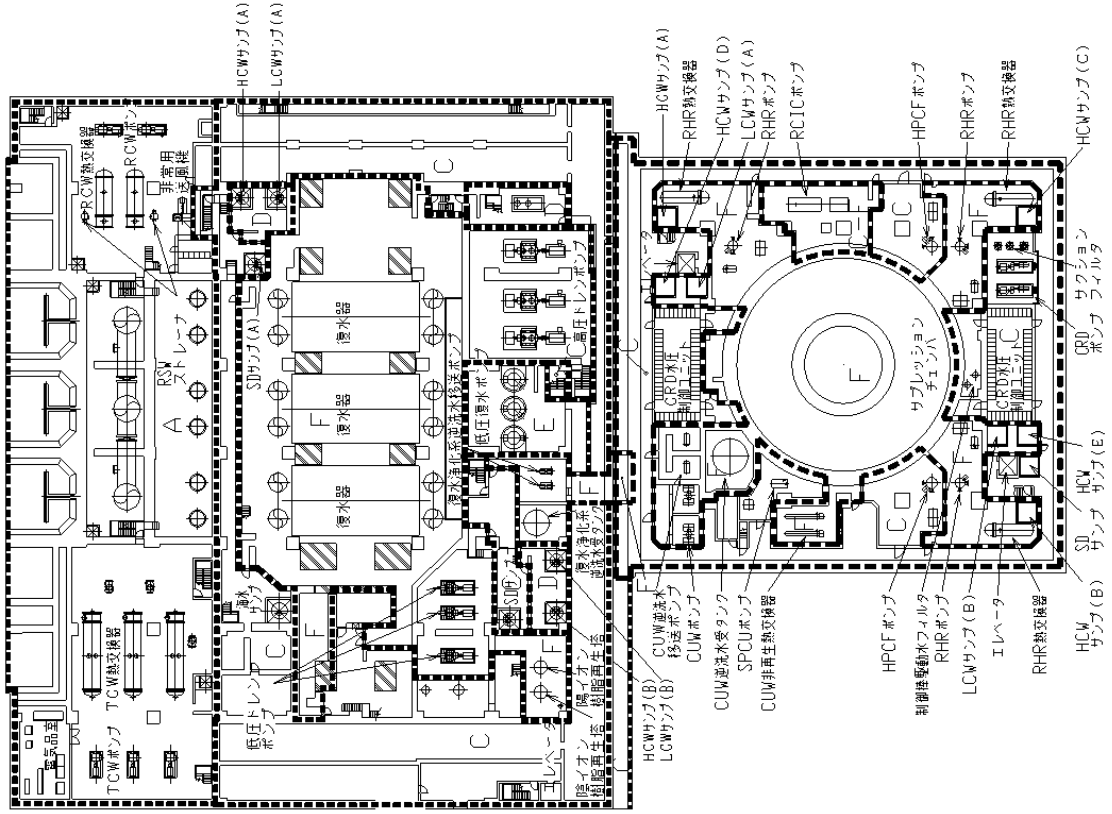 HCWサンプ(A)
LCWサンプ(A)
RCW熱交換器
RCWポンプ
非常用
送風機
RSW
ストレーナ
A
TCW熱交換器
TCWポンプ
電気品室
C
D
SDサンプ(A)
復水器
復水器
復水器
F
高圧ドレンポンプ
C
低圧復水ポンプ
E
復水浄化系逆洗水移送ポンプ
復水浄化系
逆洗水受タンク
F
SDサンプ
D
C
F
低圧ドレン
ポンプ
F
陽イオン
樹脂再生塔
陰イオン
樹脂再生塔
エレベータ
C
HCWサンプ(B)
LCWサンプ(B)
HCWサンプ(A)
RHR熱交換器
HCWサンプ(D)
LCWサンプ(A)
RHRポンプ
RCICポンプ
HPCFポンプ
RHRポンプ
RHR熱交換器
HCWサンプ(C)
F
C
C
F
CRD水圧
制御ユニット
C
F
サプレッション
チェンバ
CRD水圧
制御ユニット
C
F
C
F
F
CRD
ポンプ
サクション
フィルタ
CUW逆洗水
移送ポンプ
CUWポンプ
CUW逆洗水受タンク
SPCUポンプ
CUW非再生熱交換器
HPCFポンプ
制御棒駆動水フィルタ
RHRポンプ
LCWサンプ(B)
エレベーター
RHR熱交換器
HCW
サンプ(B)
SD
サンプ
HCW
サンプ(E)